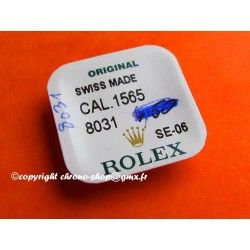 ORIGINAL
SWISS MADE
CAL.1565
8031
8031
SE-06
ROLEX
©copyright chrono-shop@gmx.fr